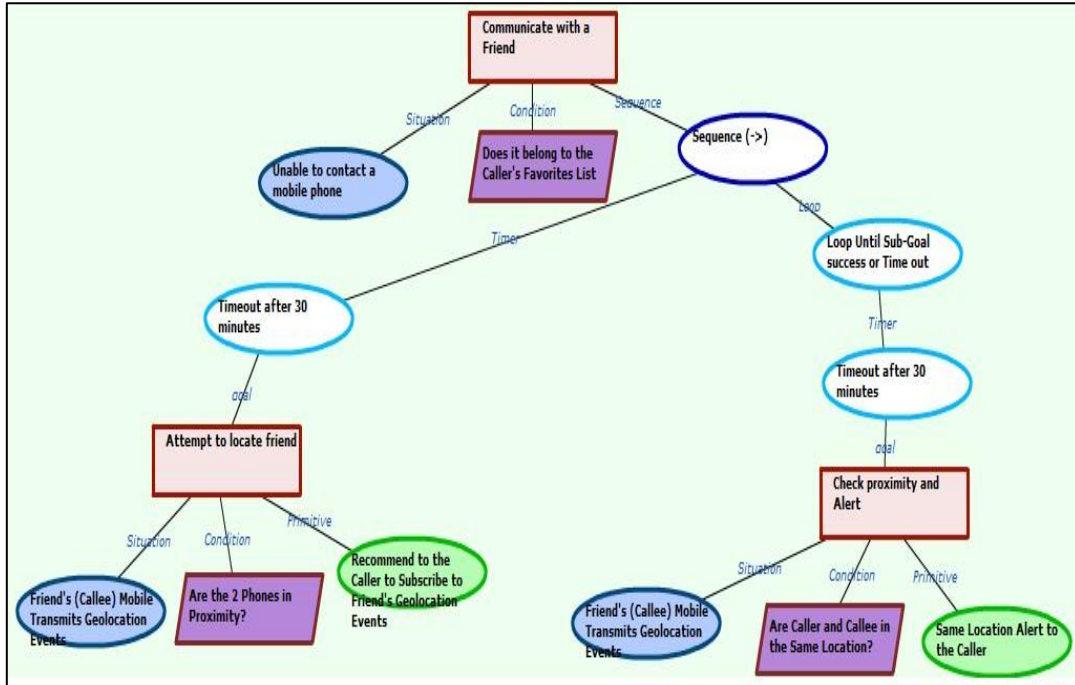 Communicate with a
Friend
Situation
Condition
Sequence
Unable to contact a
mobile phone
Does it belong to the
Caller's Favorites List
Sequence (->)
Timer
Loop
Loop Until Sub-Goal
success or Time out
Timeout after 30
minutes
Timer
Timeout after 30
minutes
goal
goal
Attempt to locate friend
Check proximity and
Alert
Situation
Condition
Primitive
Situation
Condition
Primitive
Friend's (Callee) Mobile
Transmits Geolocation
Events
Are the 2 Phones in
Proximity?
Recommend to the
Caller to Subscribe to
Friend's Geolocation
Events
Friend's (Callee) Mobile
Transmits Geolocation
Events
Are Caller and Callee in
the Same Location?
Same Location Alert to
the Caller